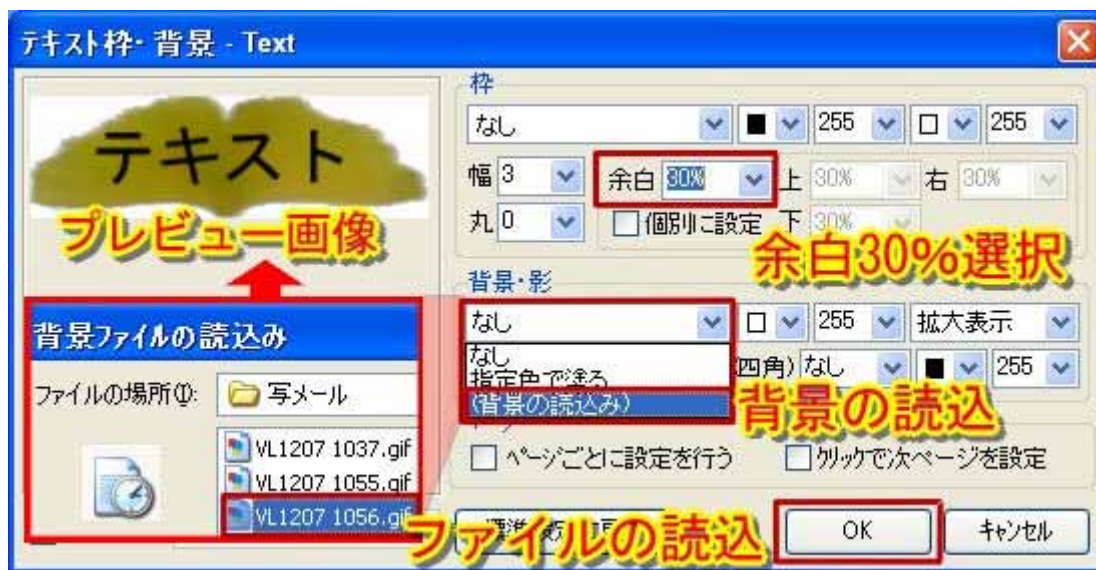 テキスト枠・背景 - Text
テキスト
プレビュー画像
枠
なし 255 255
幅 3 余白 30% 上 30% 右 30%
丸 0 個別に設定 下 30%
余白30%選択
背景・影
なし 255 拡大表示
なし
指定色で塗る
(背景の読込み)
四角) なし 255
背景の読込
背景ファイルの読込み
ファイルの場所(I): 写メール
VL1207 1037.gif
VL1207 1055.gif
VL1207 1056.gif
ファイルの読込
ページごとに設定を行う クリックで次ページを設定
OK キャンセル